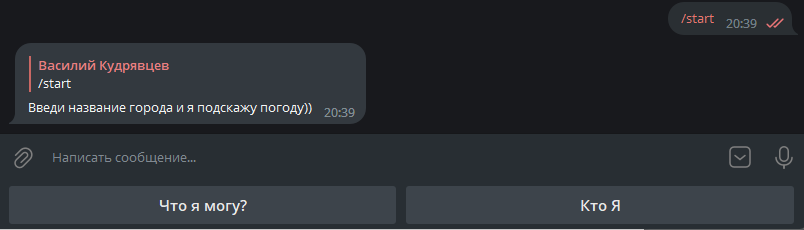 /start 20:39
Василий Кудрявцев
/start
Введи название города и я подскажу погоду)) 20:39
Написать сообщение...
Что я могу? Кто Я